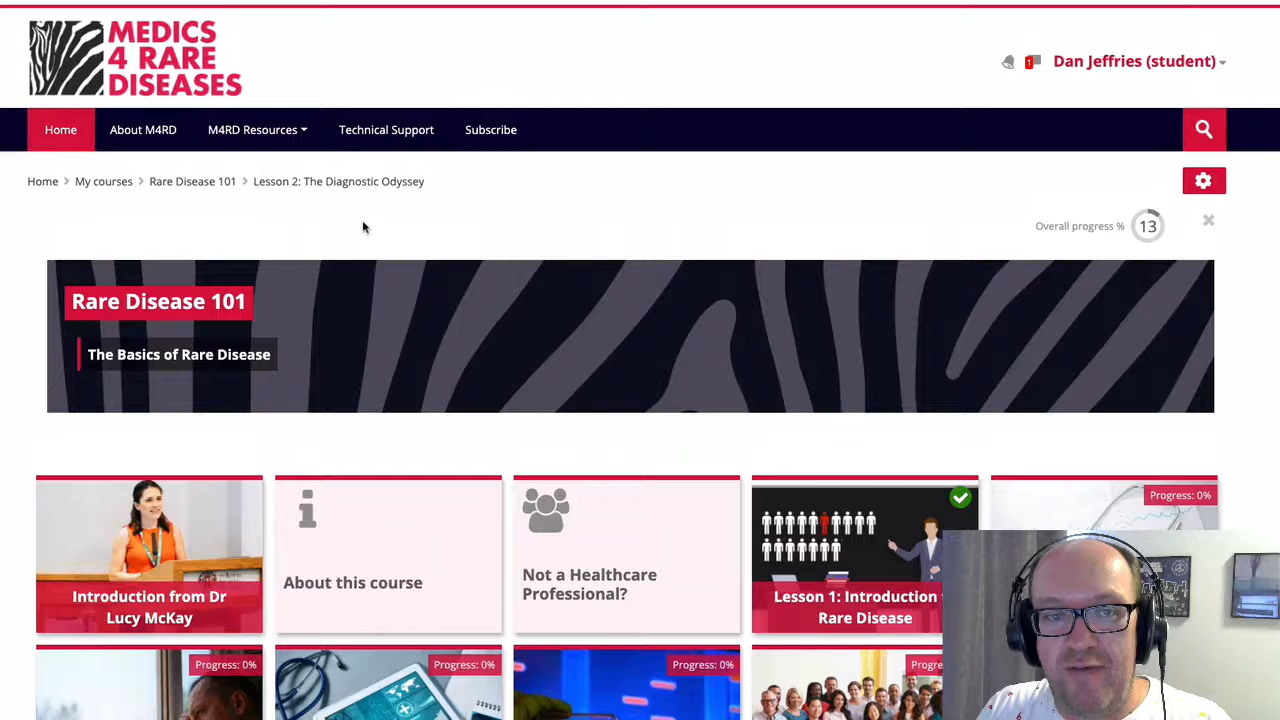 MEDICS
4 RARE
DISEASES
1
Dan Jeffries (student)
Home
About M4RD
M4RD Resources
Technical Support
Subscribe
Home
My courses
Rare Disease 101
Lesson 2: The Diagnostic Odyssey
Overall progress %
13
Rare Disease 101
The Basics of Rare Disease
Introduction from Dr
Lucy McKay
About this course
Not a Healthcare
Professional?
Lesson 1: Introduction
Rare Disease
Progress: 0%
Progress: 0%
Progress: 0%
Progress: 0%